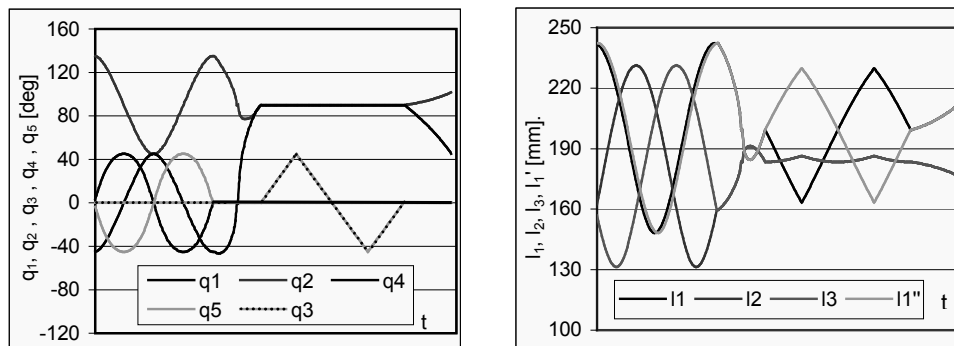 160
120
80
40
0
-40
-80
-120
q1, q2 , q3 , q4 , q5 [deg]
q1 q2 q4
q5 q3
t
250
220
190
160
130
100
l1, l2, l3, l1' [mm].
l1 l2 l3 l1"
t